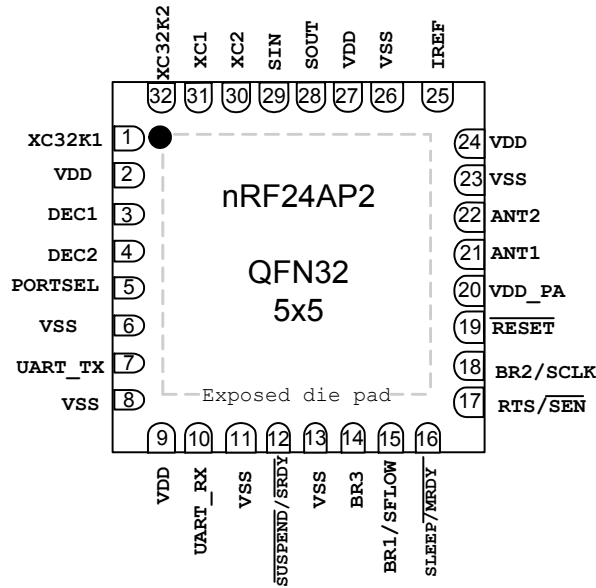 XC32K2
XC1
XC2
SIN
SOUT
VDD
VSS
IREF
32
31
30
29
28
27
26
25
XC32K1 1
VDD 2
DEC1 3
DEC2 4
PORTSEL 5
VSS 6
UART_TX 7
VSS 8
nRF24AP2
QFN32
5x5
Exposed die pad
24 VDD
23 VSS
22 ANT2
21 ANT1
20 VDD_PA
19 RESET
18 BR2/SCLK
17 RTS/SEN
9
10
11
12
13
14
15
16
VDD
UART_RX
VSS
SUSPEND/SRDY
VSS
BR3
BR1/SFLOW
SLEEP/MRDY